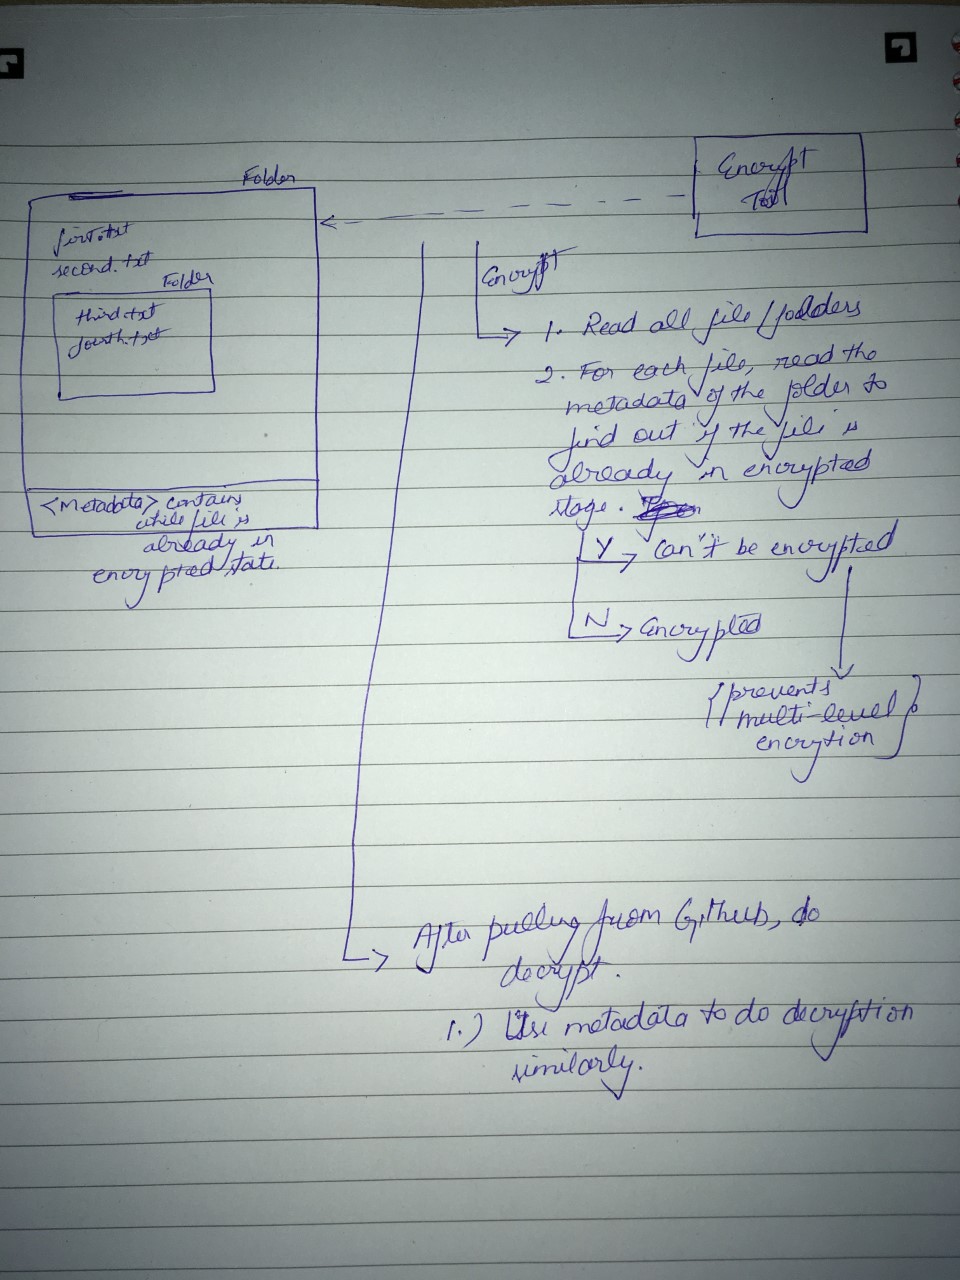 Folder
first.txt
second.txt
Folder
third.txt
fourth.txt
<Metadata> contains
while file is
already in
encrypted state.
Encrypt
Tool
Encrypt
1. Read all file/folders
2. For each file, read the
metadata of the folder to
find out if the file is
already in encrypted
stage.
Y → Can't be encrypted
N → Encrypted
{prevents
multi-level
encrytion}
After pulling from GitHub, do
decrypt.
1.) Use metadata to do decryption
similarly.